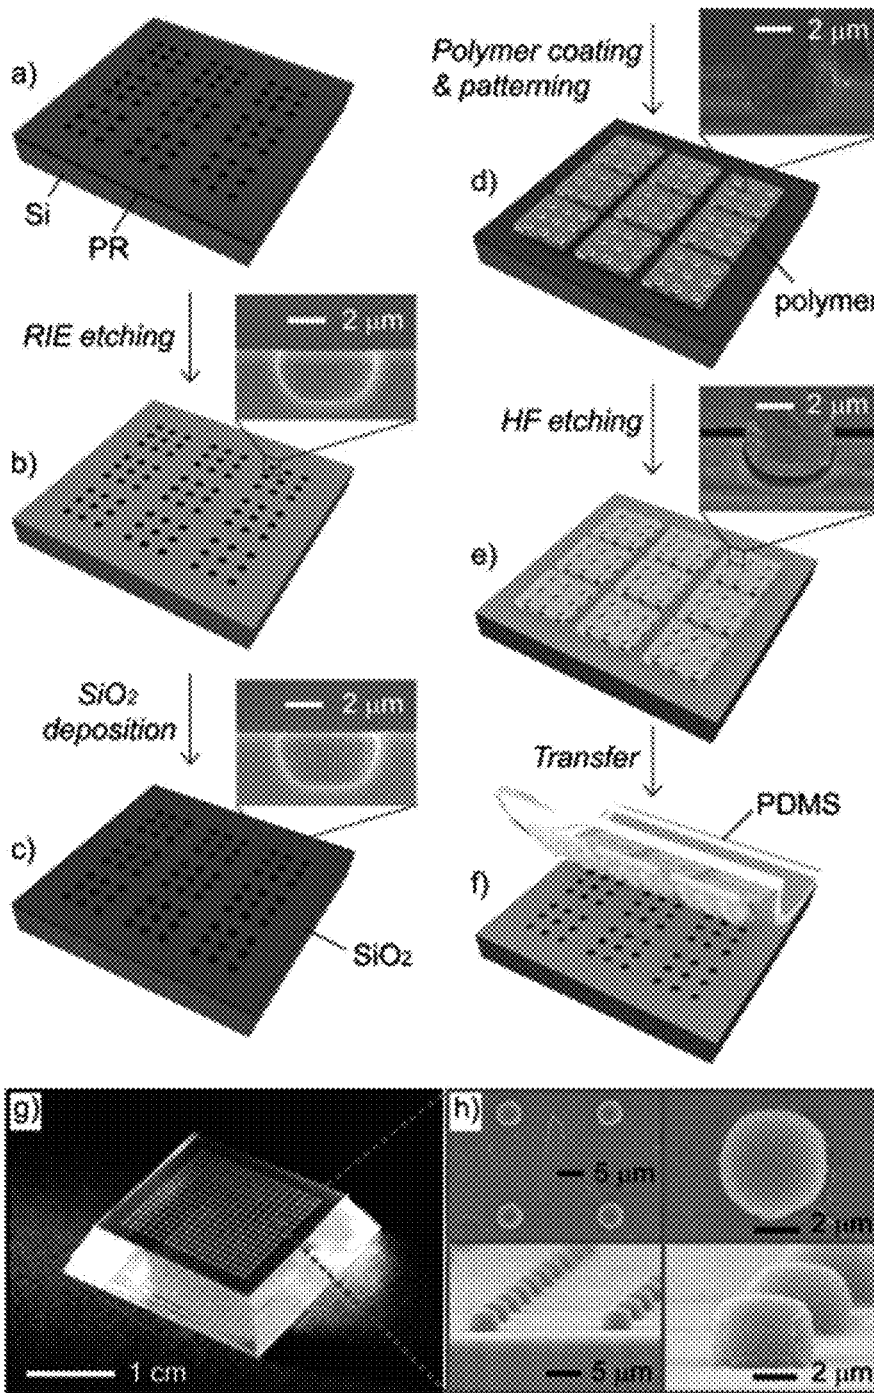 a)
Si
PR
RIE etching
2 μm
b)
SiO2
deposition
2 μm
c)
SiO2
Polymer coating
& patterning
2 μm
d)
polymer
HF etching
2 μm
e)
Transfer
PDMS
f)
g)
1 cm
h)
5 μm
2 μm
5 μm
2 μm